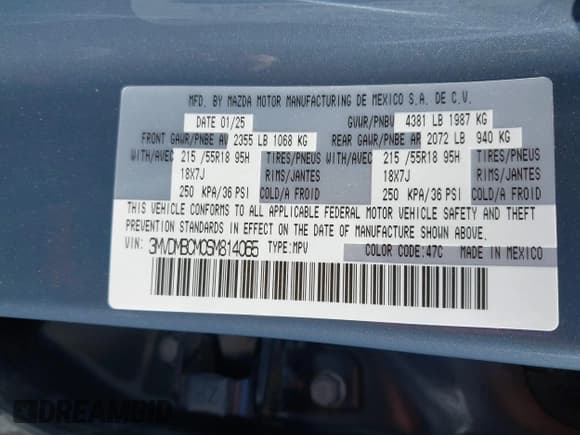 MFD. BY MAZDA MOTOR MANUFACTURING DE MEXICO S.A. DE C.V.
DATE 01/25 GVWR/PNBV 4381 LB 1987 KG
FRONT GAWR/PNBE AV 2355 LB 1068 KG REAR GAWR/PNBE AR 2072 LB 940 KG
WITH/AVEC 215 /55R18 95H TIRES/PNEUS WITH/AVEC 215 /55R18 95H TIRES/PNEUS
18X7J RIMS/JANTES 18X7J RIMS/JANTES
250 KPA/36 PSI COLD/A FROID 250 KPA/36 PSI COLD/A FROID
THIS VEHICLE CONFORMS TO ALL APPLICABLE FEDERAL MOTOR VEHICLE SAFETY AND THEFT
PREVENTION STANDARDS IN EFFECT ON THE DATE OF MANUFACTURE SHOWN ABOVE.
VIN: 3MVDMBCM0SM814065 TYPE:MPV COLOR CODE:47C MADE IN MEXICO
DREAMBID